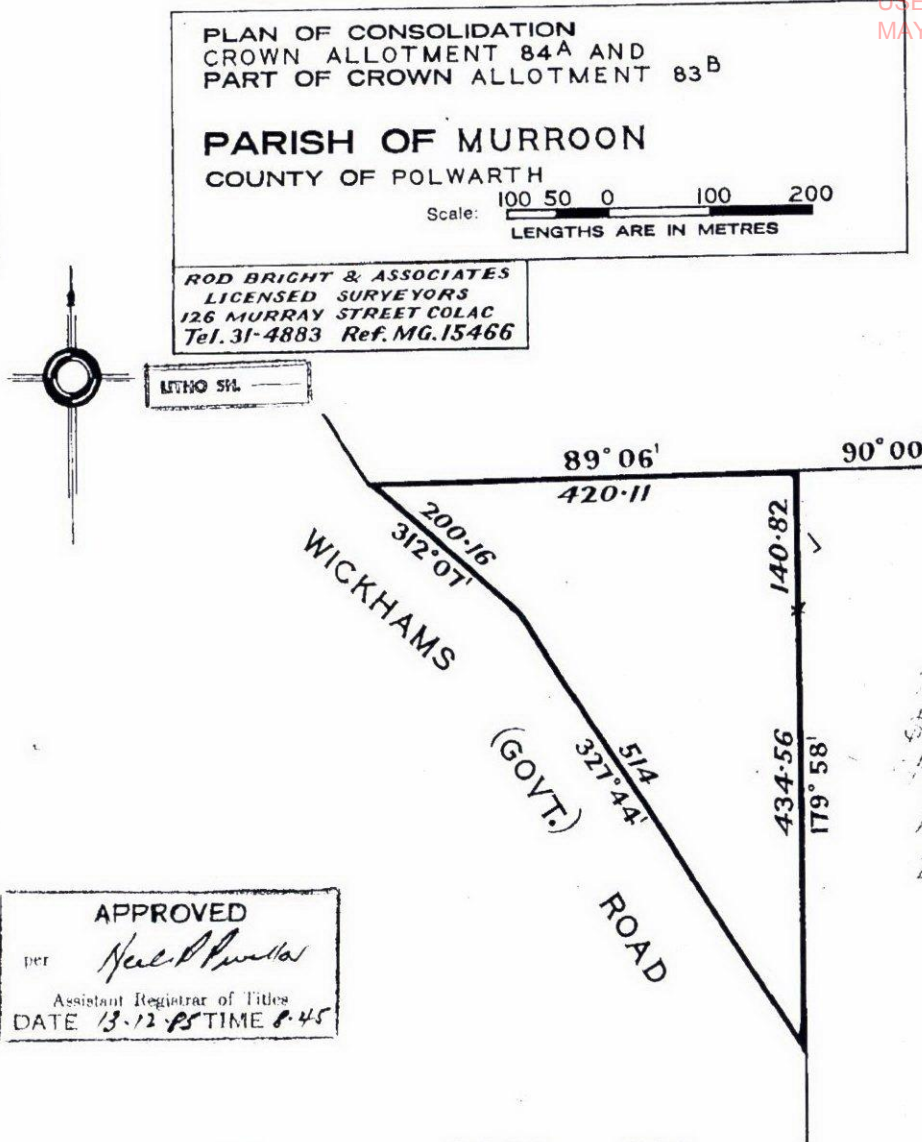 USE
MAY
PLAN OF CONSOLIDATION
CROWN ALLOTMENT 84A AND
PART OF CROWN ALLOTMENT 83B
PARISH OF MURROON
COUNTY OF POLWARTH
100 50 0 100 200
Scale:
LENGTHS ARE IN METRES
ROD BRIGHT & ASSOCIATES
LICENSED SURVEYORS
126 MURRAY STREET COLAC
Tel. 31-4883 Ref. MG. 15466
LITHO SH.
89° 06'
90° 00
420·11
200·16
312° 07'
140·82
WICKHAMS
(GOVT.)
ROAD
514
327° 44'
434·56
179° 58'
APPROVED
per
Assistant Registrar of Titles
DATE 13·12·85 TIME 8·45